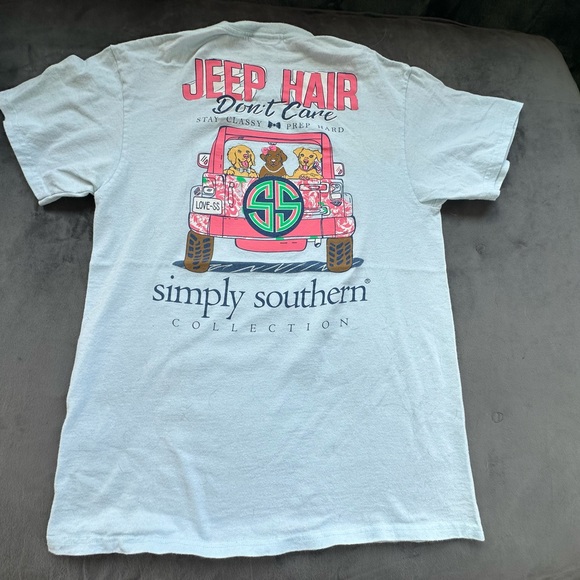 JEEP HAIR
Don't Care
STAY CLASSY PREP HARD
LOVE-SS
SS
simply southern®
COLLECTION